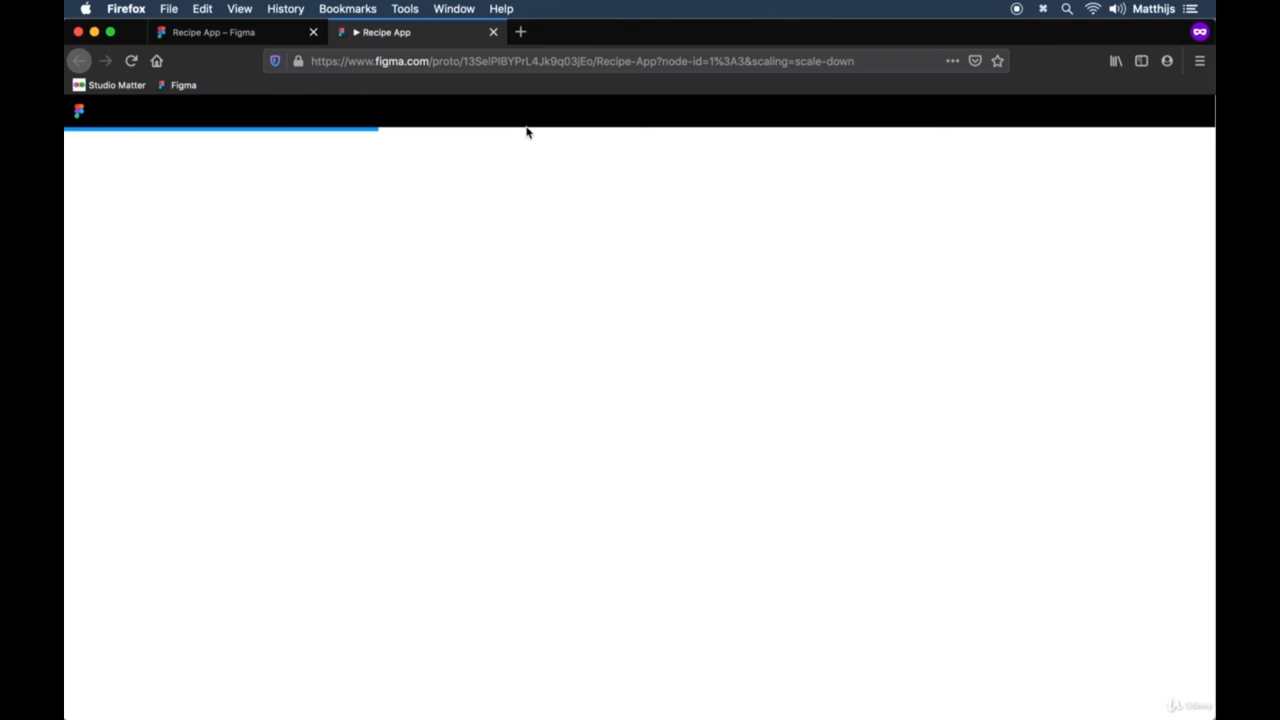 Firefox File Edit View History Bookmarks Tools Window Help Matthijs
Recipe App – Figma ▶ Recipe App
https://www.figma.com/proto/13SelPIBYPrL4Jk9q03jEo/Recipe-App?node-id=1%3A3&scaling=scale-down
Studio Matter Figma
Udemy